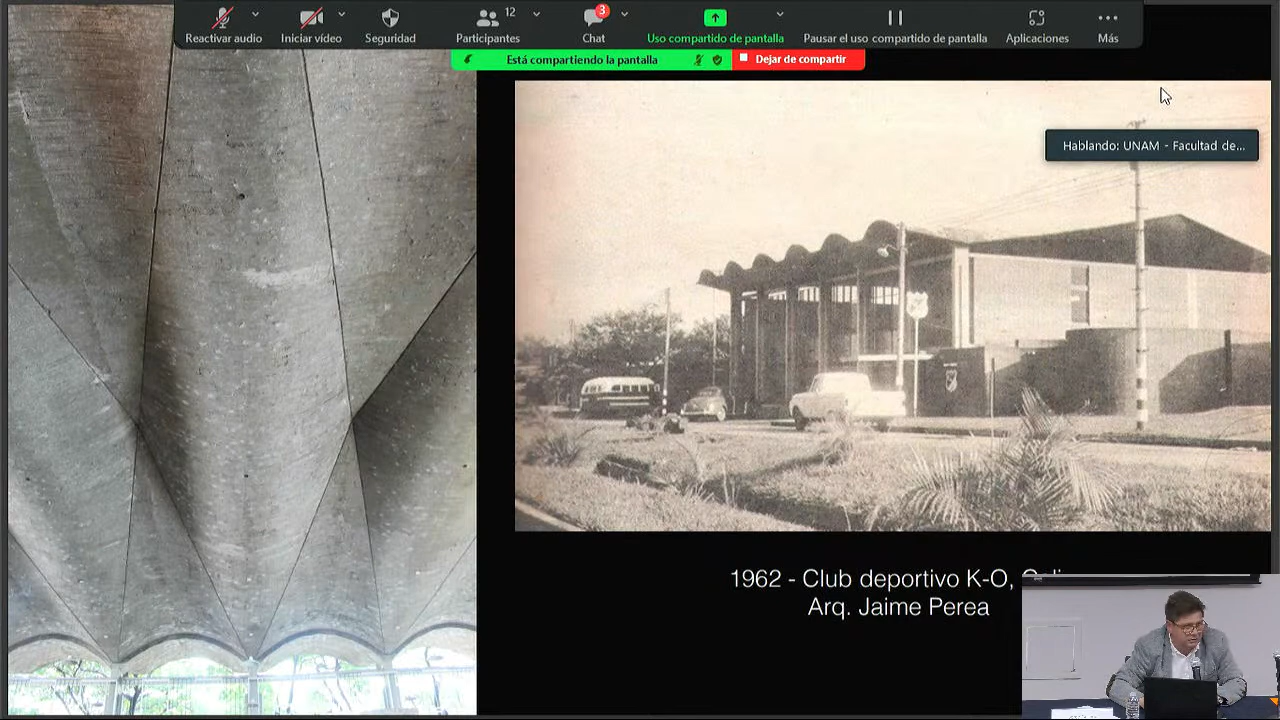 Reactivar audio
Iniciar vídeo
Seguridad
Participantes
12
Chat
3
Uso compartido de pantalla
Pausar el uso compartido de pantalla
Aplicaciones
Más
Está compartiendo la pantalla
Dejar de compartir
Hablando: UNAM - Facultad de...
1962 - Club deportivo K-O,
Arq. Jaime Perea